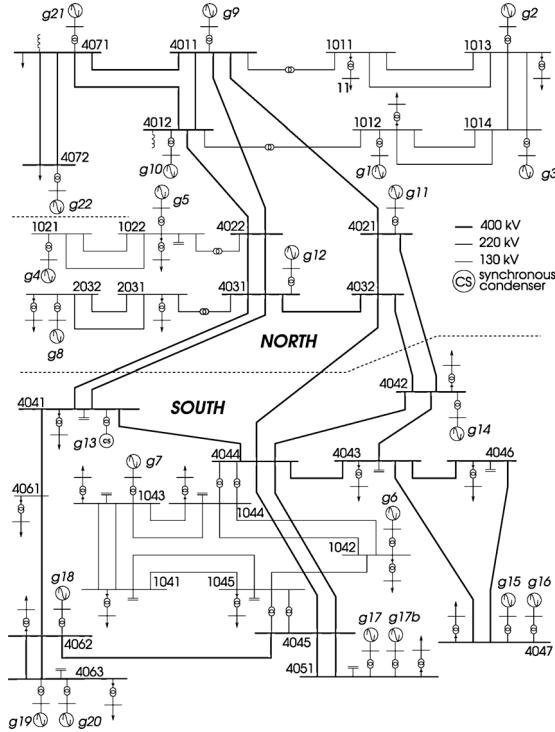 g21 g9 g2
4071 4011 1011 1013
11
4012 1012 1014
g10 g1 g3
4072
g22 g5 g11
1021 1022 4022 4021
g4 g12
2032 2031 4031 4032
g8
400 kV
220 kV
130 kV
CS synchronous
condenser
NORTH
SOUTH
4041 4042
g13 CS g14
g7 4044 4043 4046
4061 1043 1044 g6
1042
1041 1045
g18 g17 g17b g15 g16
4062 4045 4047
4063 4051
g19 g20